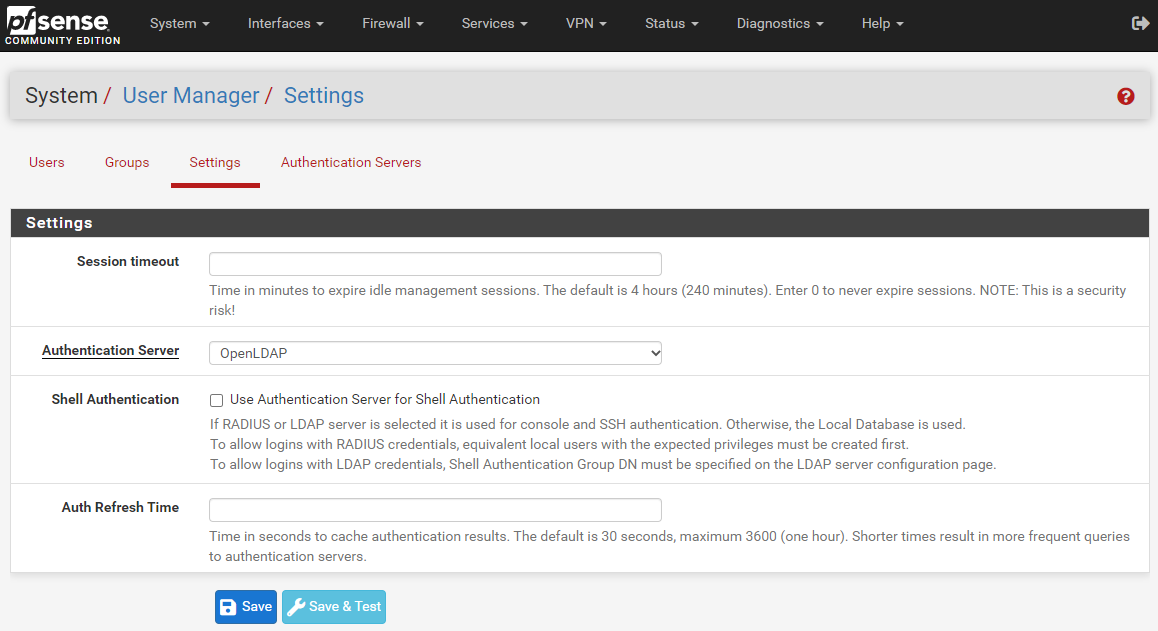 pfsense
COMMUNITY EDITION
System Interfaces Firewall Services VPN Status Diagnostics Help
System / User Manager / Settings
Users Groups Settings Authentication Servers
Settings
Session timeout
Time in minutes to expire idle management sessions. The default is 4 hours (240 minutes). Enter 0 to never expire sessions. NOTE: This is a security
risk!
Authentication Server OpenLDAP
Shell Authentication Use Authentication Server for Shell Authentication
If RADIUS or LDAP server is selected it is used for console and SSH authentication. Otherwise, the Local Database is used.
To allow logins with RADIUS credentials, equivalent local users with the expected privileges must be created first.
To allow logins with LDAP credentials, Shell Authentication Group DN must be specified on the LDAP server configuration page.
Auth Refresh Time
Time in seconds to cache authentication results. The default is 30 seconds, maximum 3600 (one hour). Shorter times result in more frequent queries
to authentication servers.
Save Save & Test